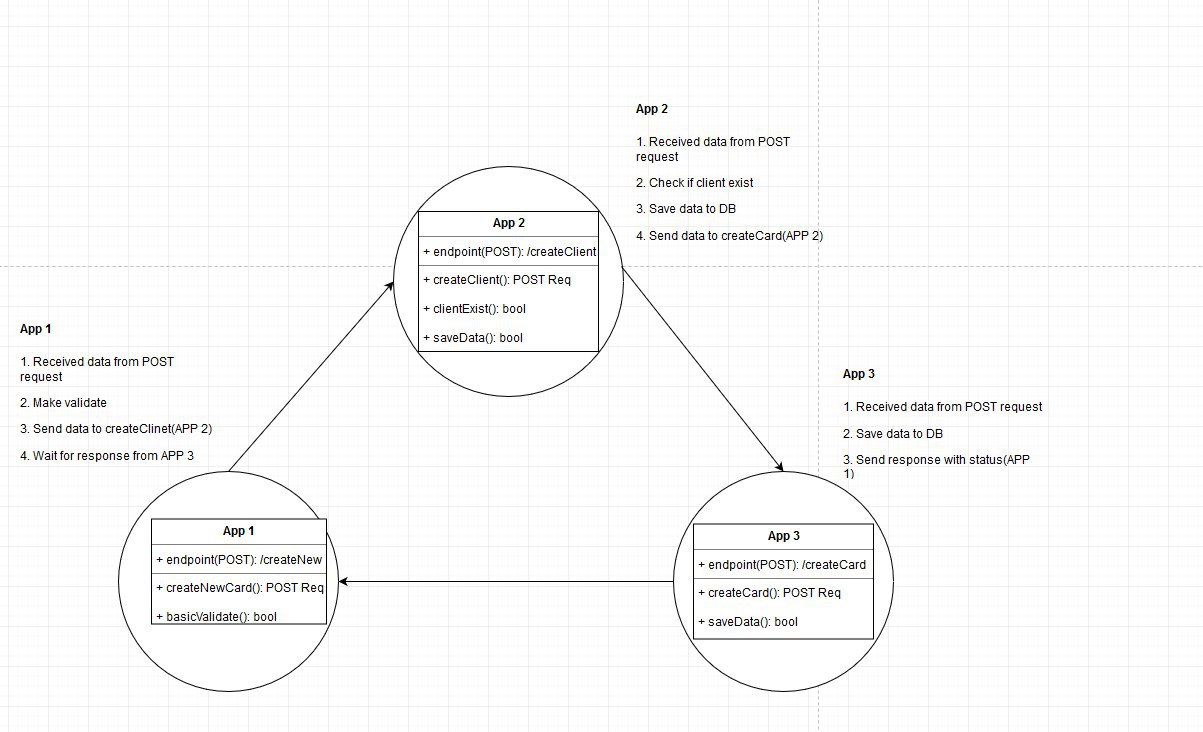 App 2
1. Received data from POST
request
2. Check if client exist
3. Save data to DB
4. Send data to createCard(APP 2)
App 2
+ endpoint(POST): /createClient
+ createClient(): POST Req
+ clientExist(): bool
+ saveData(): bool
App 1
1. Received data from POST
request
2. Make validate
3. Send data to createClinet(APP 2)
4. Wait for response from APP 3
App 3
1. Received data from POST request
2. Save data to DB
3. Send response with status(APP
1)
App 1
+ endpoint(POST): /createNew
+ createNewCard(): POST Req
+ basicValidate(): bool
App 3
+ endpoint(POST): /createCard
+ createCard(): POST Req
+ saveData(): bool